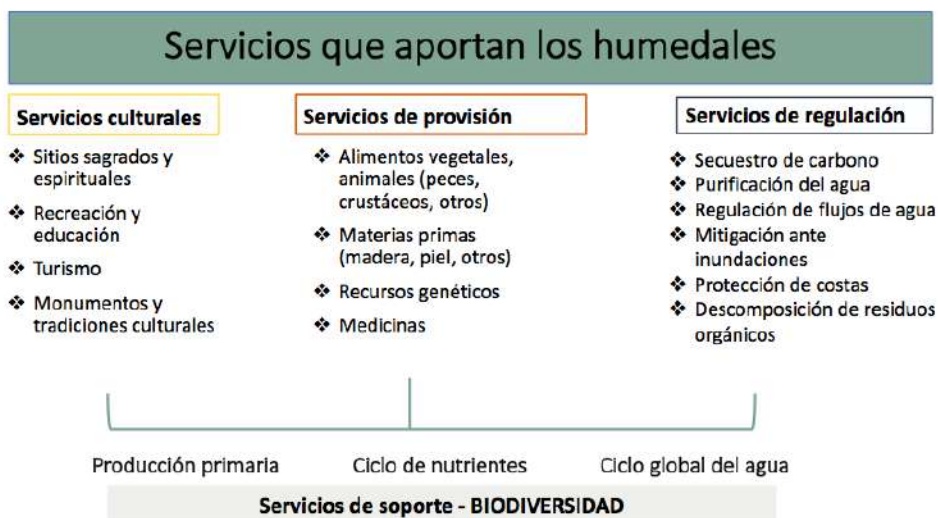 Servicios que aportan los humedales
Servicios culturales
❖ Sitios sagrados y
espirituales
❖ Recreación y
educación
❖ Turismo
❖ Monumentos y
tradiciones culturales
Servicios de provisión
❖ Alimentos vegetales,
animales (peces,
crustáceos, otros)
❖ Materias primas
(madera, piel, otros)
❖ Recursos genéticos
❖ Medicinas
Servicios de regulación
❖ Secuestro de carbono
❖ Purificación del agua
❖ Regulación de flujos de agua
❖ Mitigación ante
inundaciones
❖ Protección de costas
❖ Descomposición de residuos
orgánicos
Producción primaria
Ciclo de nutrientes
Ciclo global del agua
Servicios de soporte - BIODIVERSIDAD